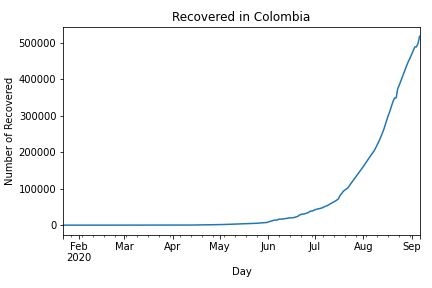 Recovered in Colombia
Number of Recovered
500000
400000
300000
200000
100000
0
Feb Mar Apr May Jun Jul Aug Sep
2020
Day